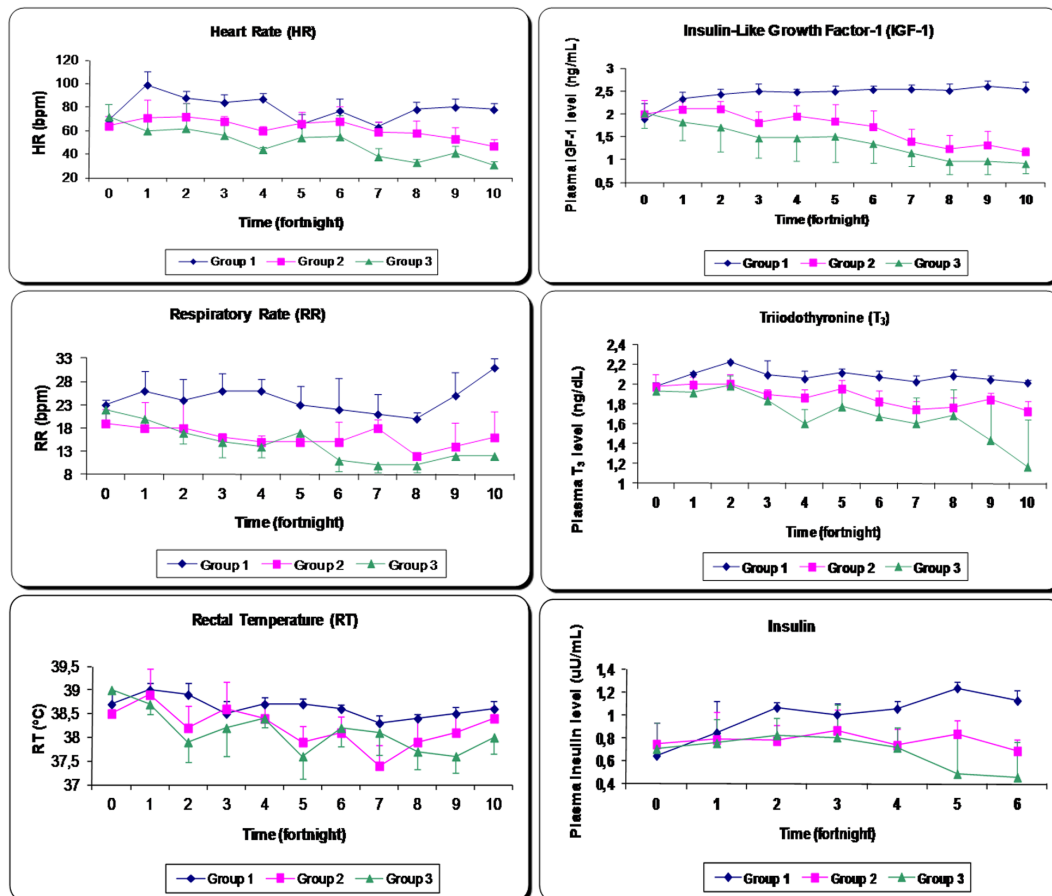 Heart Rate (HR)
HR (bpm)
120
100
80
60
40
20
0 1 2 3 4 5 6 7 8 9 10
Time (fortnight)
Group 1 Group 2 Group 3
Insulin-Like Growth Factor-1 (IGF-1)
Plasma IGF-1 level (ng/mL)
3
2,5
2
1,5
1
0,5
0 1 2 3 4 5 6 7 8 9 10
Time (fortnight)
Group 1 Group 2 Group 3
Respiratory Rate (RR)
RR (bpm)
33
28
23
18
13
8
0 1 2 3 4 5 6 7 8 9 10
Time (fortnight)
Group 1 Group 2 Group 3
Triiodothyronine (T3)
Plasma T3 level (ng/dL)
2,4
2,2
2
1,8
1,6
1,4
1,2
1
0 1 2 3 4 5 6 7 8 9 10
Time (fortnight)
Group 1 Group 2 Group 3
Rectal Temperature (RT)
RT (°C)
39,5
39
38,5
38
37,5
37
0 1 2 3 4 5 6 7 8 9 10
Time (fortnight)
Group 1 Group 2 Group 3
Insulin
Plasma Insulin level (uU/mL)
1,4
1,2
1
0,8
0,6
0,4
0 1 2 3 4 5 6
Time (fortnight)
Group 1 Group 2 Group 3